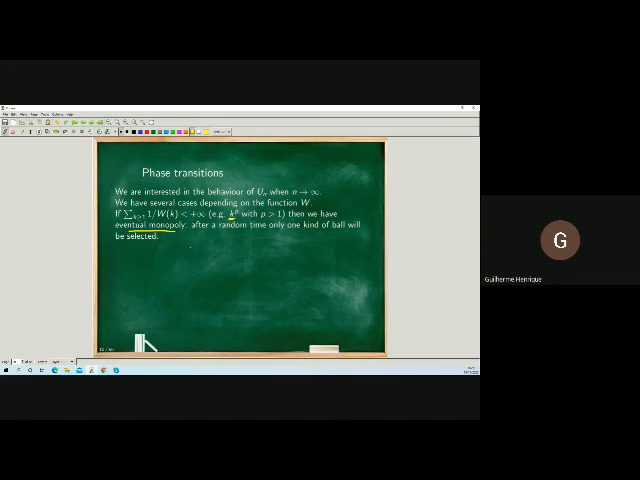 Phase transitions
We are interested in the behaviour of Uₙ when n → ∞.
We have several cases depending on the function W.
If ∑ₖ≥₁ 1/W(k) < +∞ (e.g. kᵖ with p > 1) then we have
eventual monopoly: after a random time only one kind of ball will
be selected.
G
Guilherme Henrique